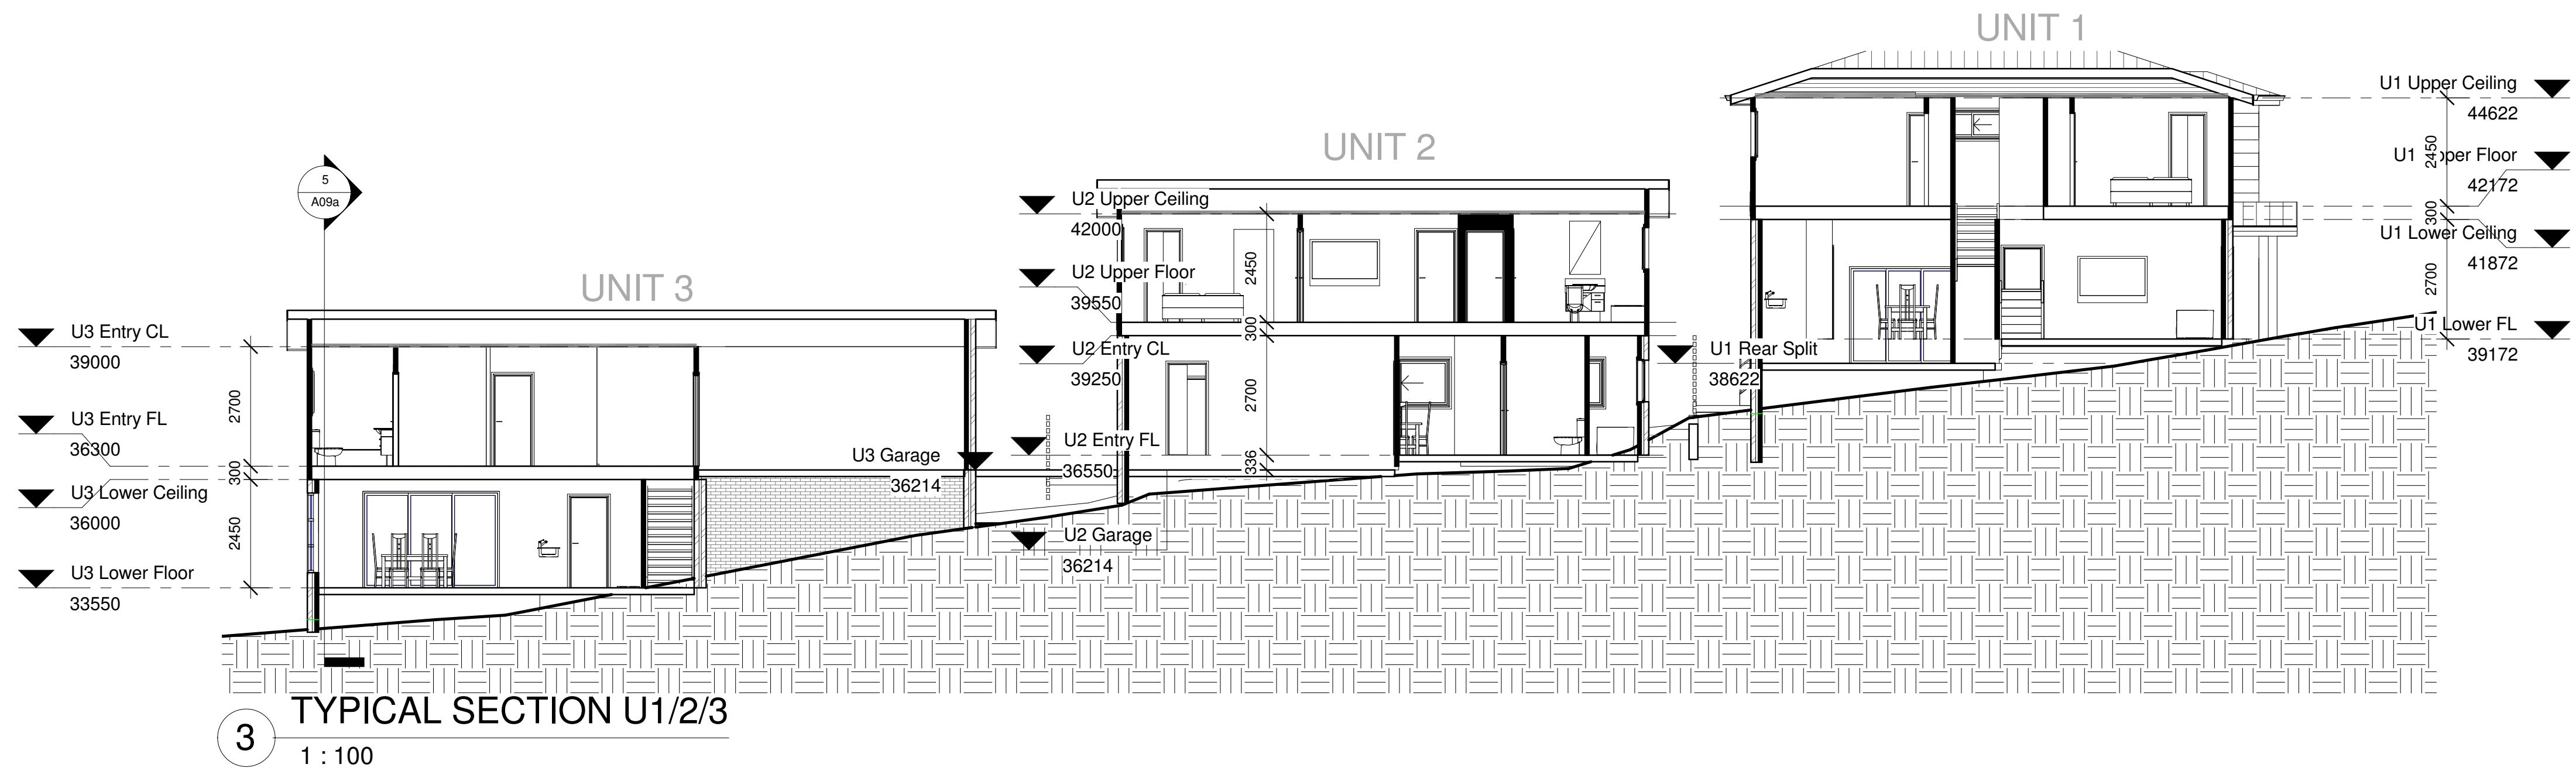 UNIT 1
UNIT 2
UNIT 3
5
A09a
U3 Entry CL
39000
U3 Entry FL
36300
U3 Lower Ceiling
36000
U3 Lower Floor
33550
2700
300
2450
U3 Garage
36214
U2 Upper Ceiling
42000
U2 Upper Floor
39550
U2 Entry CL
39250
U2 Entry FL
36550
U2 Garage
36214
2450
300
2700
336
U1 Rear Split
38622
U1 Upper Ceiling
44622
U1 Upper Floor
42172
U1 Lower Ceiling
41872
U1 Lower FL
39172
2450
300
2700
3
TYPICAL SECTION U1/2/3
1 : 100